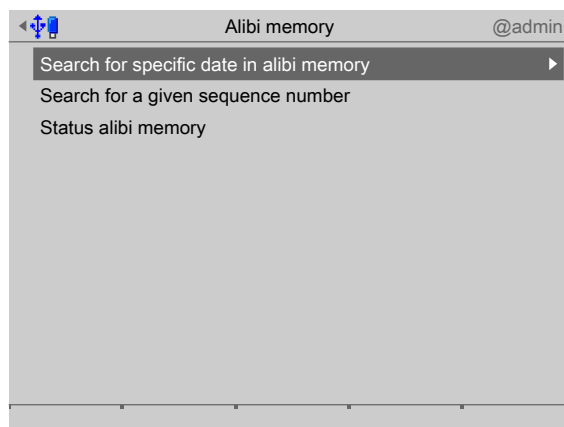 Alibi memory @admin
Search for specific date in alibi memory
Search for a given sequence number
Status alibi memory